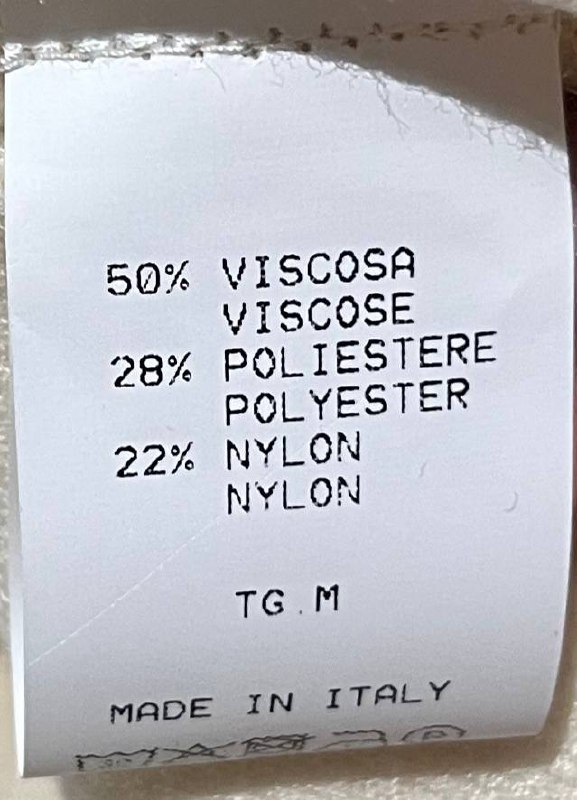 50% VISCOSA
VISCOSE
28% POLIESTERE
POLYESTER
22% NYLON
NYLON
TG.M
MADE IN ITALY